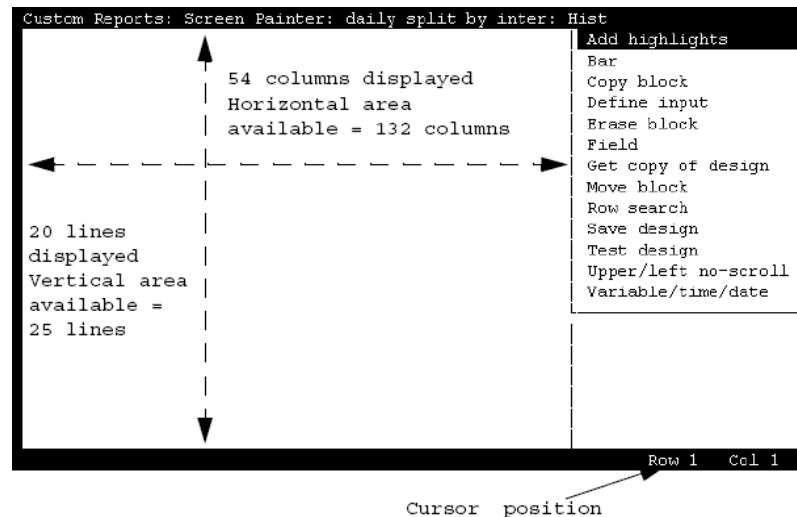 Custom Reports: Screen Painter: daily split by inter: Hist
54 columns displayed
Horizontal area
available = 132 columns
20 lines
displayed
Vertical area
available =
25 lines
Add highlights
Bar
Copy block
Define input
Erase block
Field
Get copy of design
Move block
Row search
Save design
Test design
Upper/left no-scroll
Variable/time/date
Row 1 Col 1
Cursor position